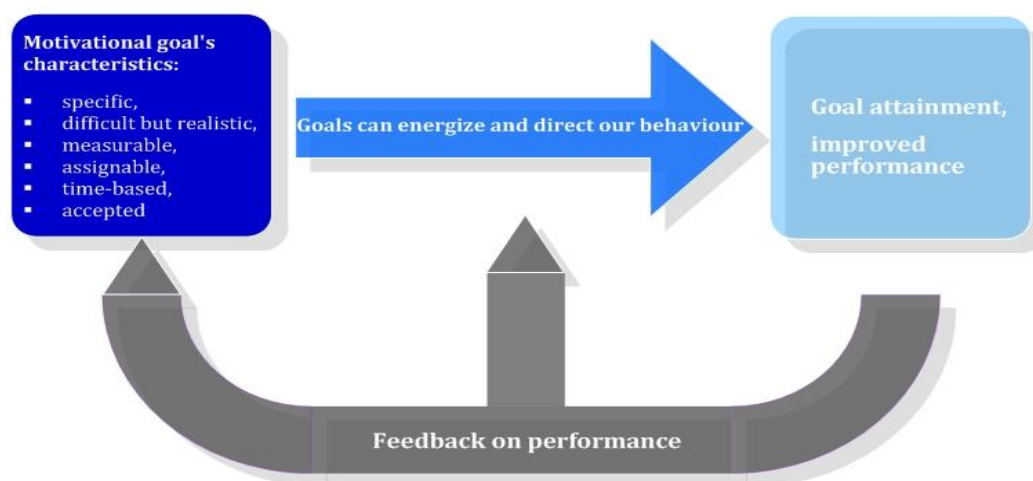 Motivational goal's
characteristics:
▪ specific,
▪ difficult but realistic,
▪ measurable,
▪ assignable,
▪ time-based,
▪ accepted
Goals can energize and direct our behaviour
Goal attainment,
improved
performance
Feedback on performance